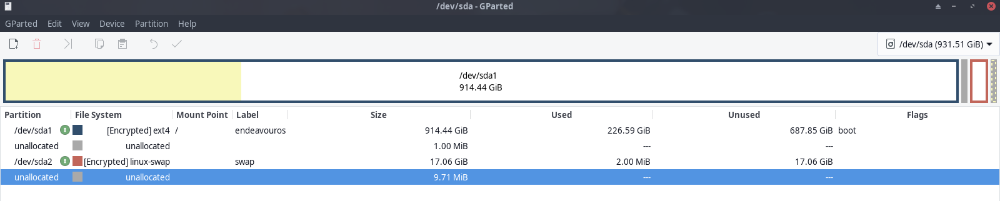 /dev/sda - GParted
GParted Edit View Device Partition Help
/dev/sda (931.51 GiB)
/dev/sda1
914.44 GiB
Partition File System Mount Point Label Size Used Unused Flags
/dev/sda1 [Encrypted] ext4 / endeavouros 914.44 GiB 226.59 GiB 687.85 GiB boot
unallocated unallocated 1.00 MiB --- ---
/dev/sda2 [Encrypted] linux-swap swap 17.06 GiB 2.00 MiB 17.06 GiB
unallocated unallocated 9.71 MiB --- ---